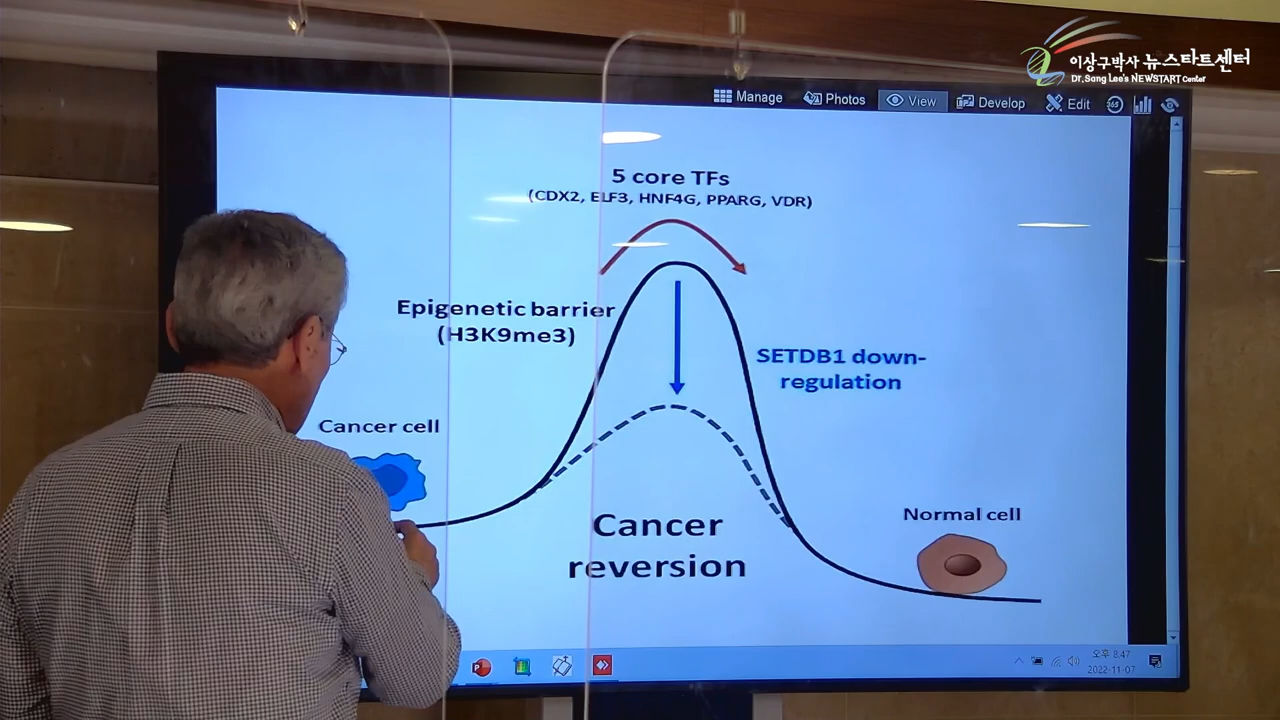 이상구박사 뉴스타트센터
Dr. Sang Lee's NEWSTART Center
Manage Photos View Develop Edit 365
5 core TFs
(CDX2, ELF3, HNF4G, PPARG, VDR)
Epigenetic barrier
(H3K9me3)
SETDB1 down-
regulation
Cancer cell
Normal cell
Cancer
reversion
오후 8:47
2022-11-07